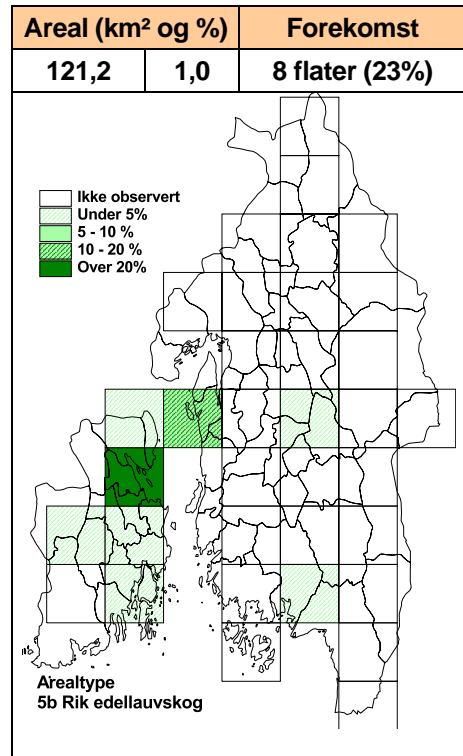 Areal (km² og %) Forekomst
121,2 1,0 8 flater (23%)
Ikke observert
Under 5%
5 - 10 %
10 - 20 %
Over 20%
Arealtype
5b Rik edellauvskog